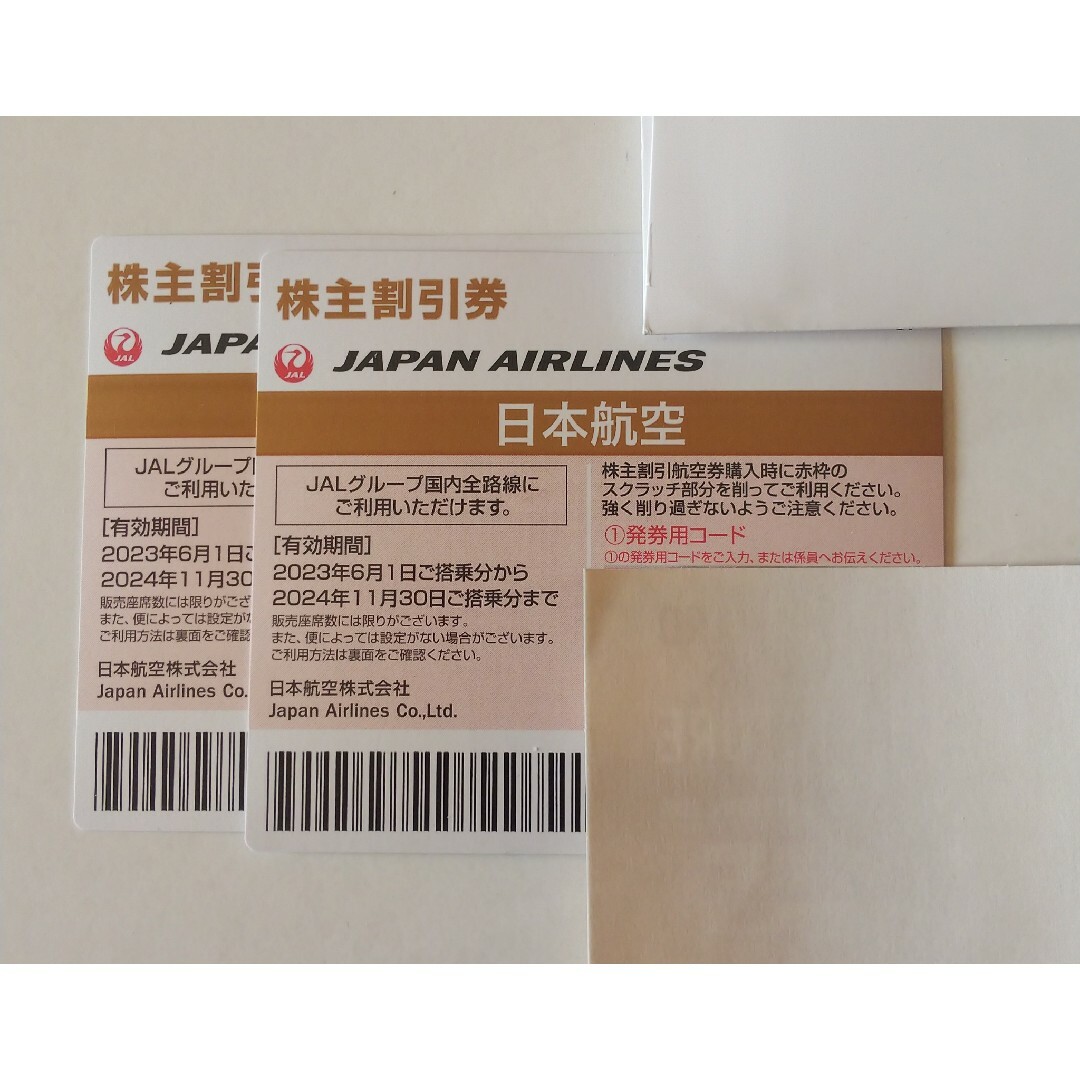 株主割引
JAL JAPA
JALグループ
ご利用いた
[有効期間]
2023年6月1日ご
2024年11月30
販売座席数には限りがござ
また、便によっては設定がな
ご利用方法は裏面をご確認
日本航空株式会社
Japan Airlines Co.
株主割引券
JAL JAPAN AIRLINES
日本航空
JALグループ国内全路線に
ご利用いただけます。
[有効期間]
2023年6月1日ご搭乗分から
2024年11月30日ご搭乗分まで
販売座席数には限りがございます。
また、便によっては設定がない場合がございます。
ご利用方法は裏面をご確認ください。
日本航空株式会社
Japan Airlines Co.,Ltd.
株主割引航空券購入時に赤枠の
スクラッチ部分を削ってご利用ください。
強く削り過ぎないようご注意ください。
①発券用コード
①の発券用コードをご入力、または係員へお伝えください。